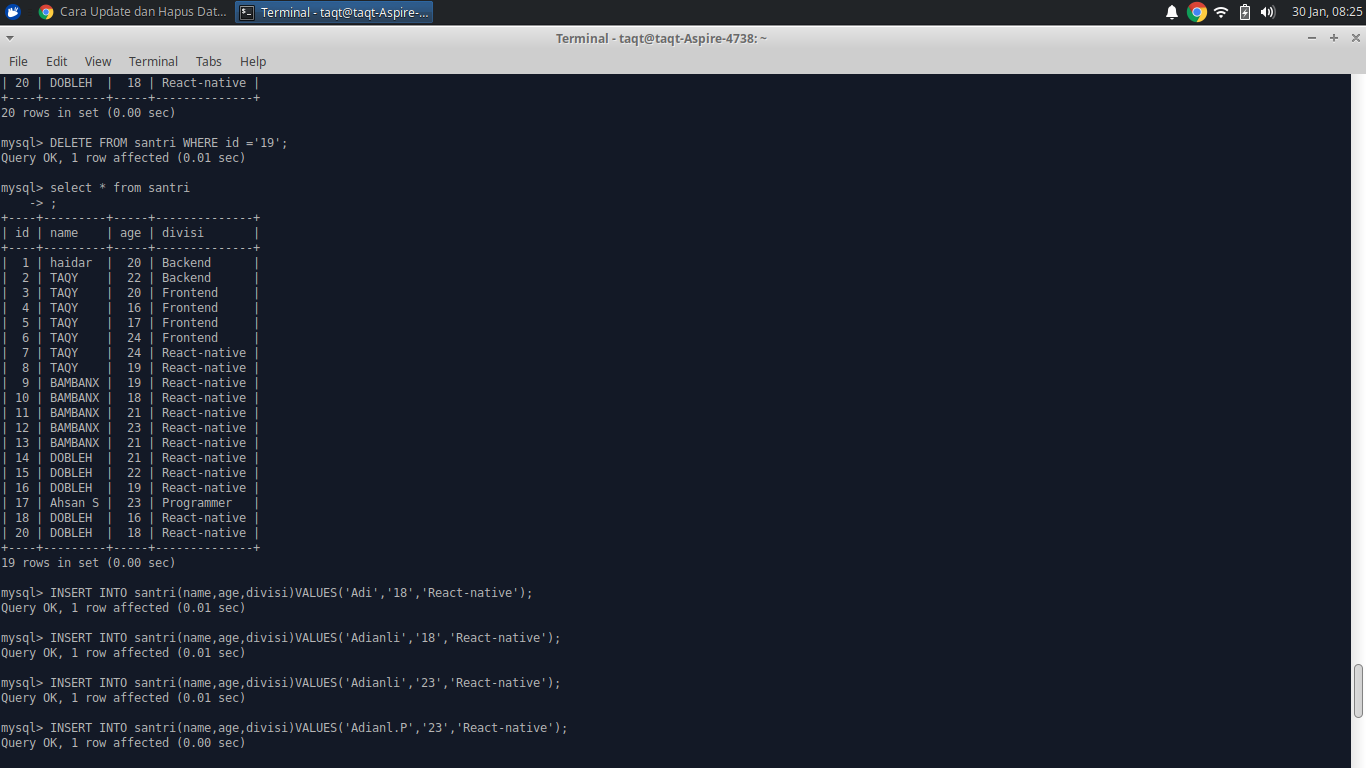 Cara Update dan Hapus Dat... Terminal - taqt@taqt-Aspire-... 30 Jan, 08:25
Terminal - taqt@taqt-Aspire-4738: ~
File Edit View Terminal Tabs Help
| 20 | DOBLEH  |  18 | React-native |
+----+---------+-----+--------------+
20 rows in set (0.00 sec)
mysql> DELETE FROM santri WHERE id ='19';
Query OK, 1 row affected (0.01 sec)
mysql> select * from santri
    -> ;
+----+---------+-----+--------------+
| id | name    | age | divisi       |
+----+---------+-----+--------------+
|  1 | haidar  |  20 | Backend      |
|  2 | TAQY    |  22 | Backend      |
|  3 | TAQY    |  20 | Frontend     |
|  4 | TAQY    |  16 | Frontend     |
|  5 | TAQY    |  17 | Frontend     |
|  6 | TAQY    |  24 | Frontend     |
|  7 | TAQY    |  24 | React-native |
|  8 | TAQY    |  19 | React-native |
|  9 | BAMBANX |  19 | React-native |
| 10 | BAMBANX |  18 | React-native |
| 11 | BAMBANX |  21 | React-native |
| 12 | BAMBANX |  23 | React-native |
| 13 | BAMBANX |  21 | React-native |
| 14 | DOBLEH  |  21 | React-native |
| 15 | DOBLEH  |  22 | React-native |
| 16 | DOBLEH  |  19 | React-native |
| 17 | Ahsan S |  23 | Programmer   |
| 18 | DOBLEH  |  16 | React-native |
| 20 | DOBLEH  |  18 | React-native |
+----+---------+-----+--------------+
19 rows in set (0.00 sec)
mysql> INSERT INTO santri(name,age,divisi)VALUES('Adi','18','React-native');
Query OK, 1 row affected (0.01 sec)
mysql> INSERT INTO santri(name,age,divisi)VALUES('Adianli','18','React-native');
Query OK, 1 row affected (0.01 sec)
mysql> INSERT INTO santri(name,age,divisi)VALUES('Adianli','23','React-native');
Query OK, 1 row affected (0.01 sec)
mysql> INSERT INTO santri(name,age,divisi)VALUES('Adianl.P','23','React-native');
Query OK, 1 row affected (0.00 sec)